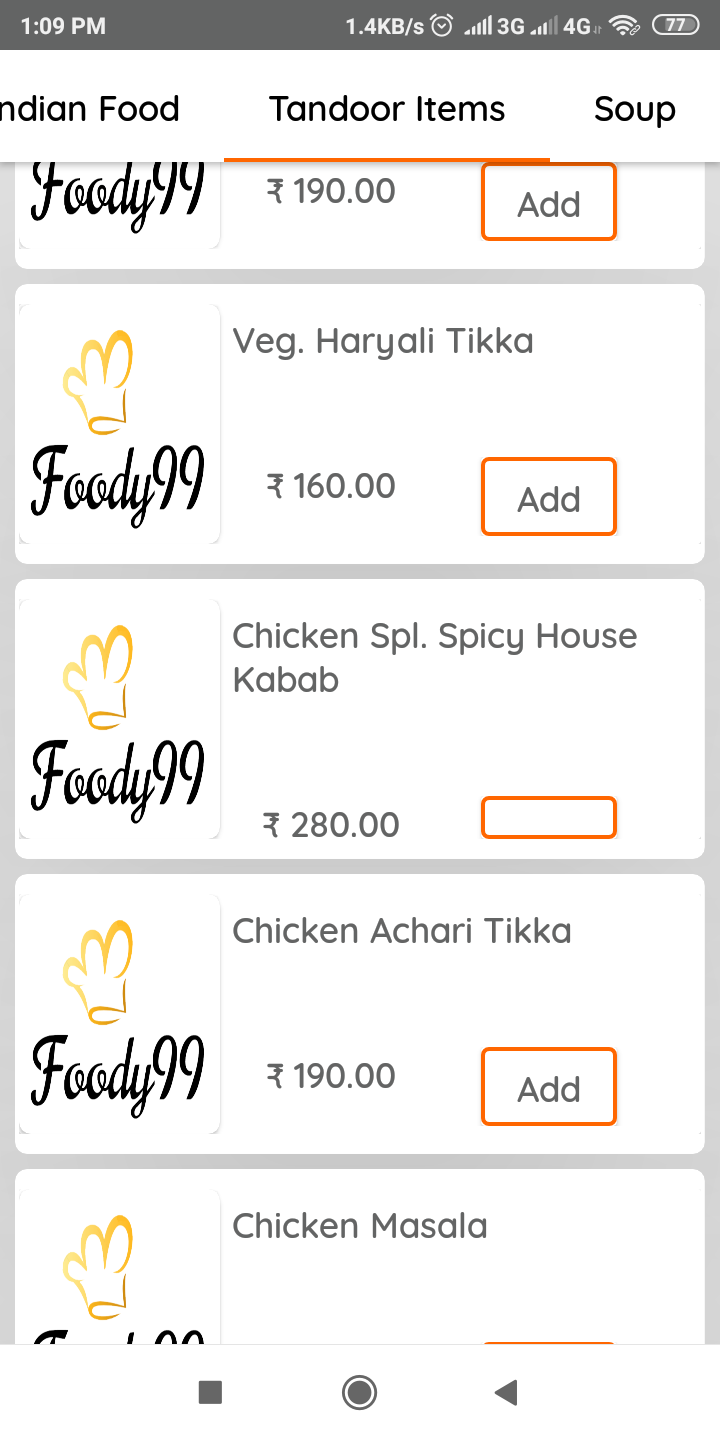 1:09 PM 1.4KB/s 3G 4G 77
ndian Food Tandoor Items Soup
Foody99
₹ 190.00 Add
Veg. Haryali Tikka
Foody99
₹ 160.00 Add
Chicken Spl. Spicy House
Kabab
Foody99
₹ 280.00
Chicken Achari Tikka
Foody99
₹ 190.00 Add
Chicken Masala